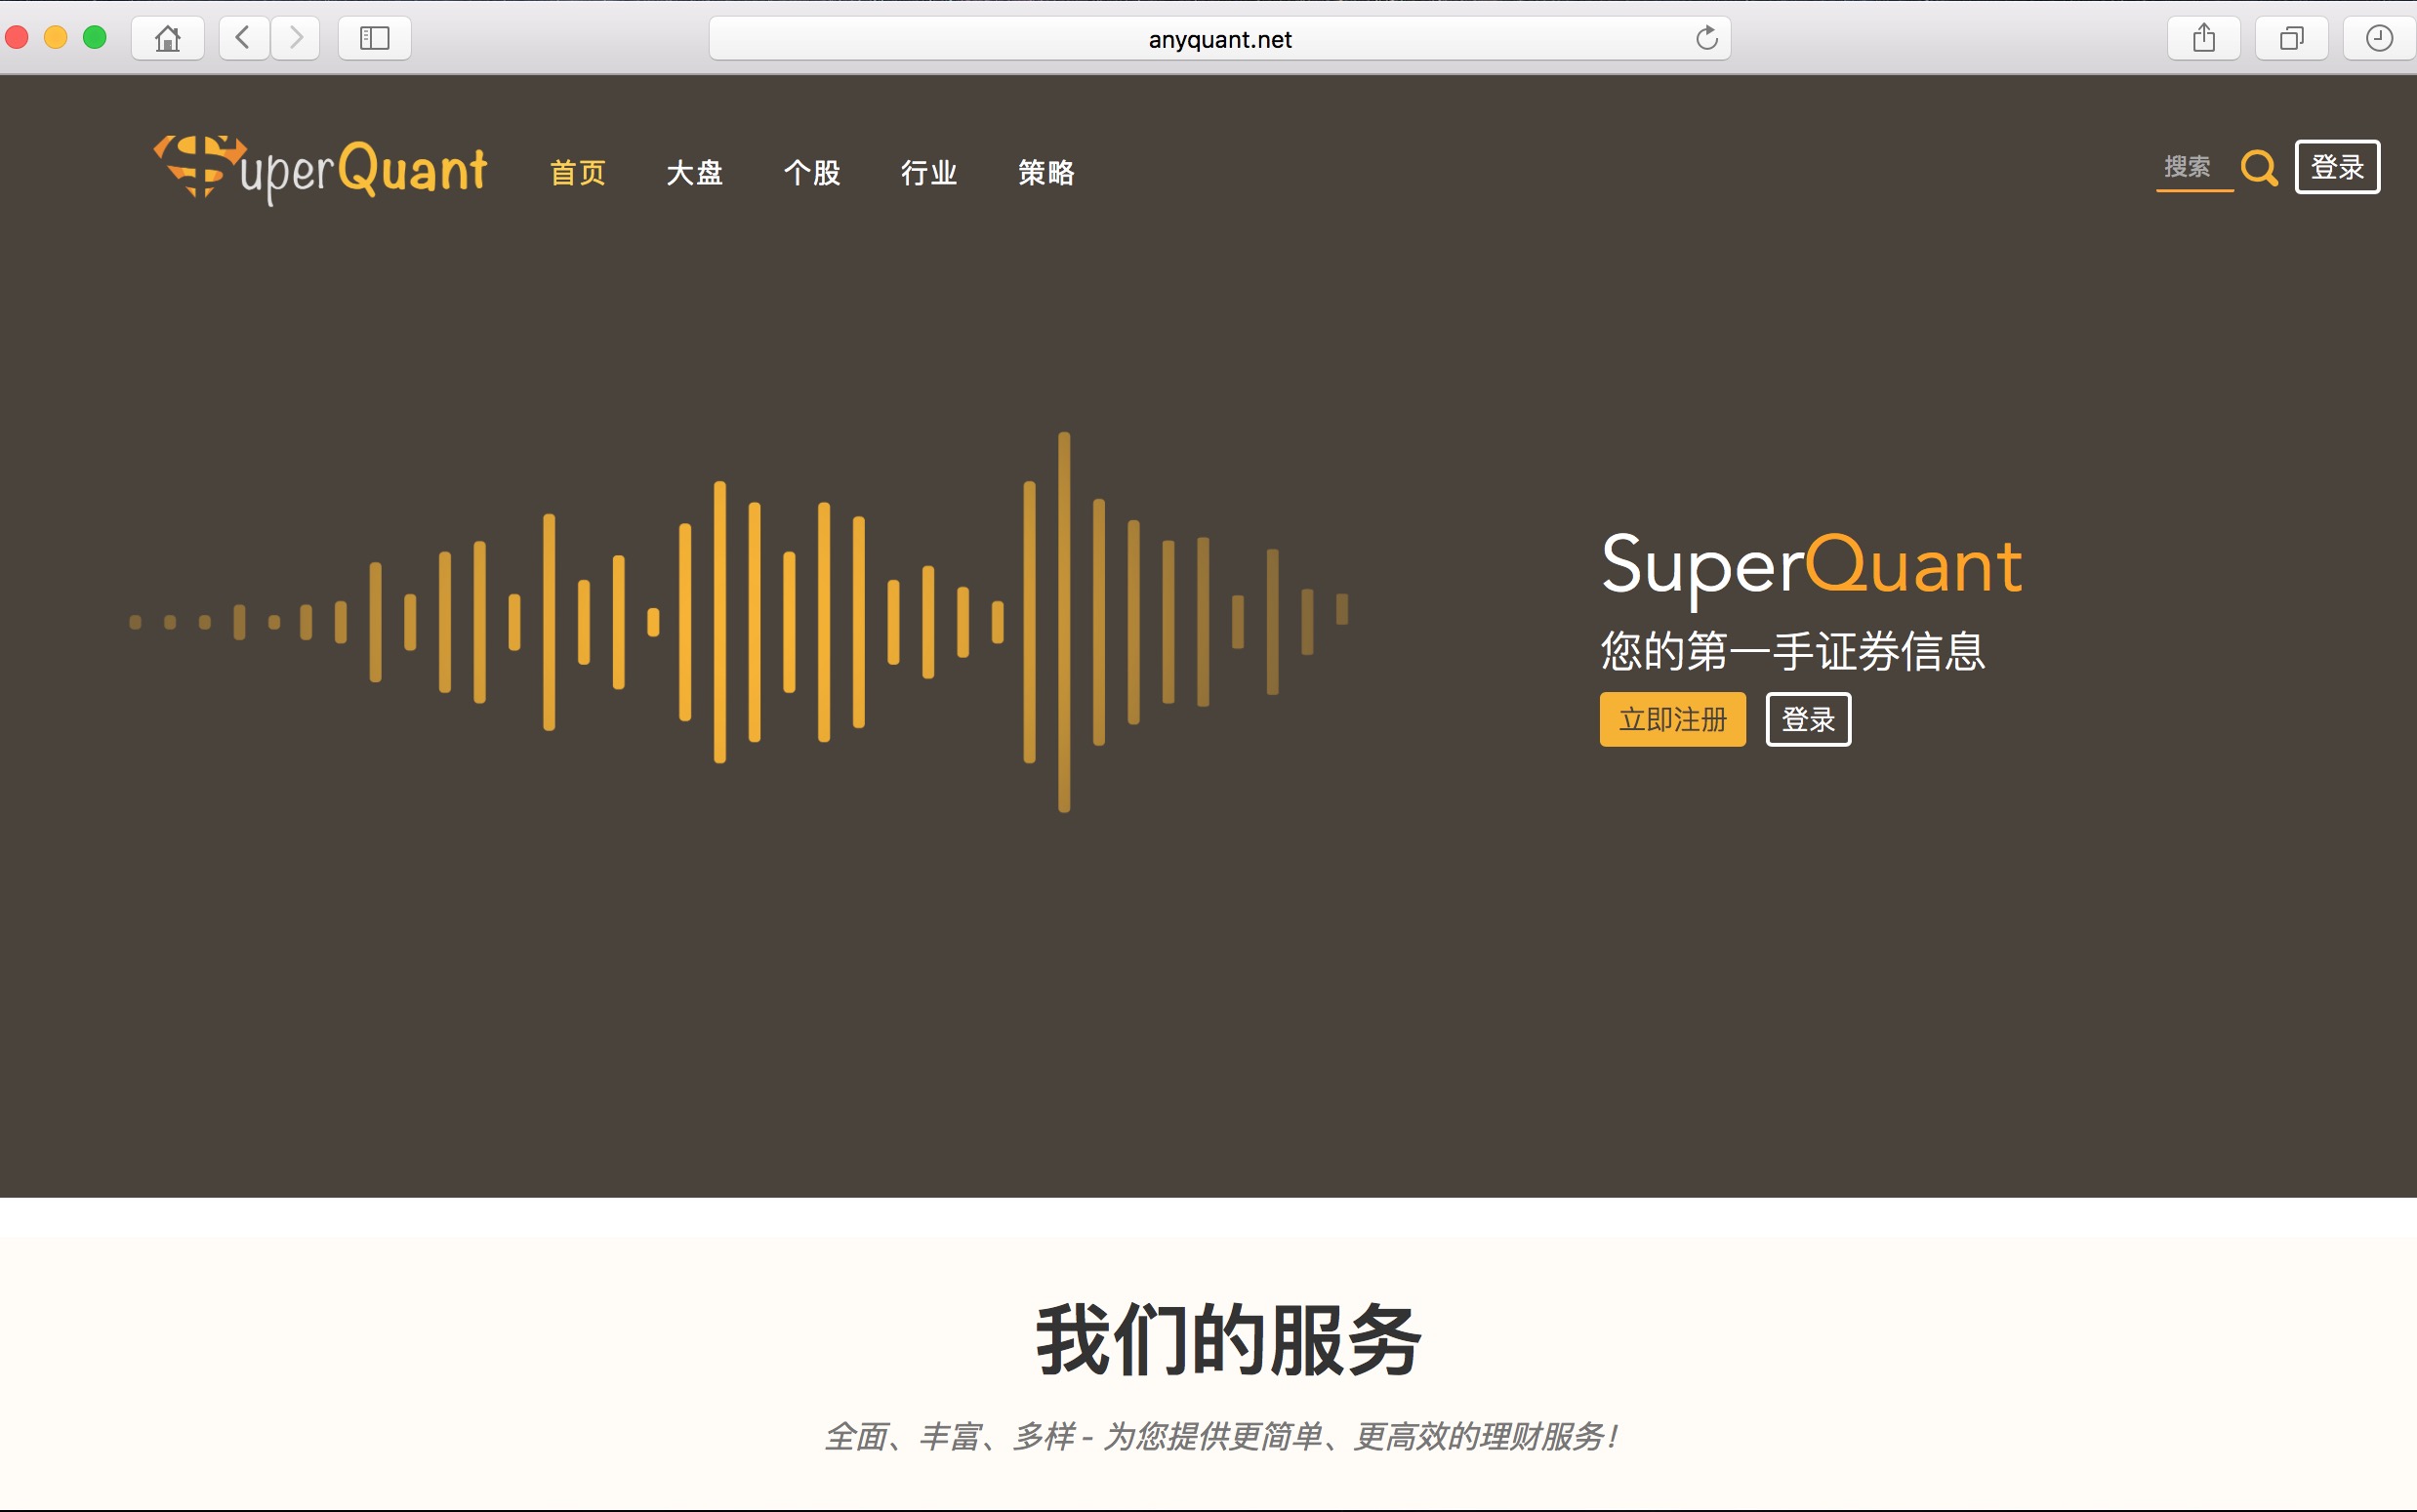 anyquant.net
SuperQuant 首页 大盘 个股 行业 策略 搜索 登录
SuperQuant
您的第一手证券信息
立即注册 登录
我们的服务
全面、丰富、多样 - 为您提供更简单、更高效的理财服务!